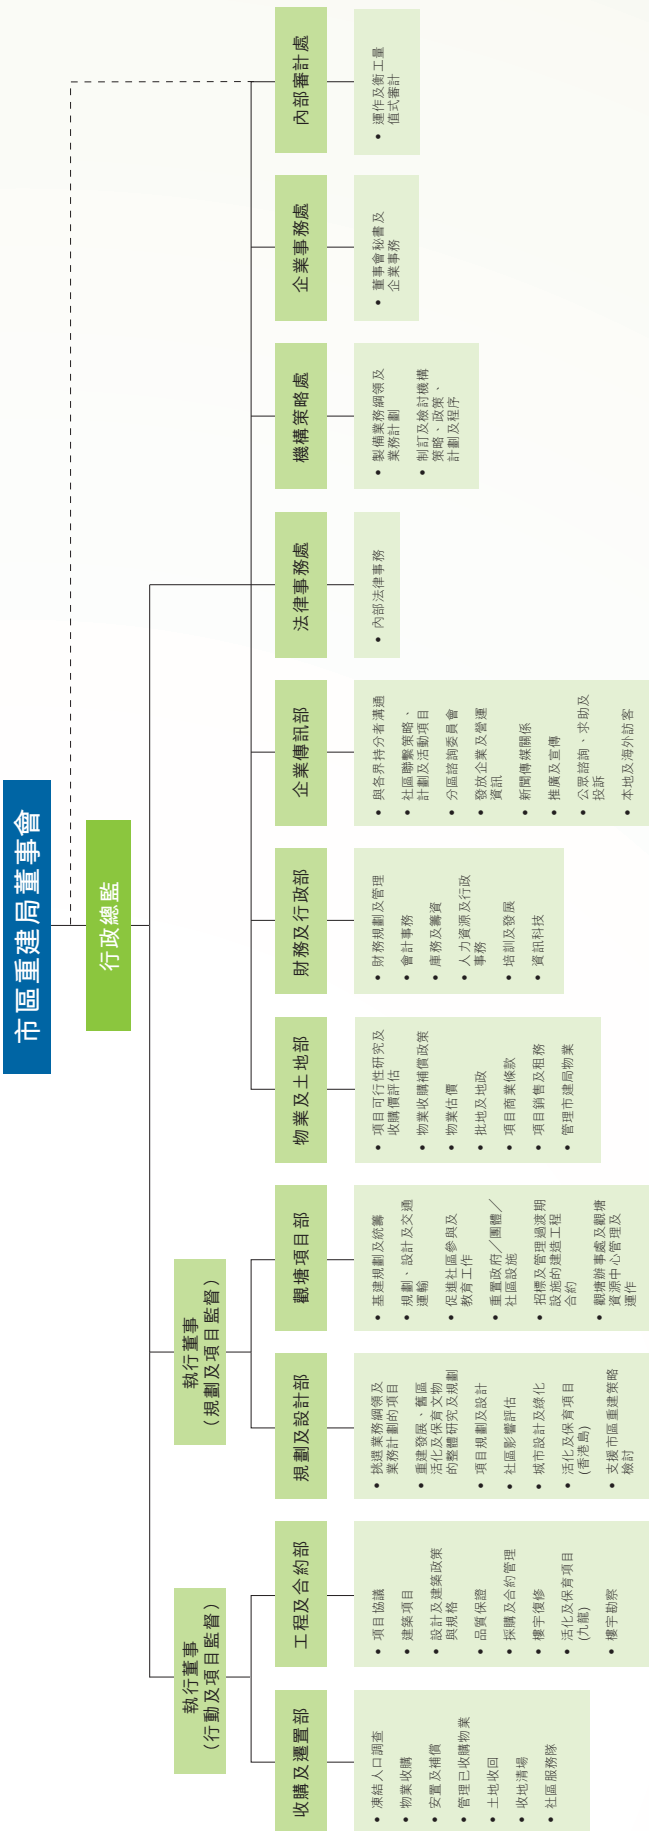 市區重建局董事會
行政總監
執行董事
(行動及項目監督)
執行董事
(規劃及項目監督)
收購及遷置部
• 凍結人口調查
• 物業收購
• 安置及補償
• 管理已收購物業
• 土地收回
• 收地清場
• 社區服務隊
工程及合約部
• 項目協議
• 建築項目
• 設計及建築政策
與規格
• 品質保證
• 採購及合約管理
• 樓宇復修
• 活化及保育項目
(九龍)
• 樓宇勘察
規劃及設計部
• 挑選業務綱領及
業務計劃的項目
• 重建發展、舊區
活化及保育文物
的整體研究及規劃
• 項目規劃及設計
• 社區影響評估
• 城市設計及綠化
• 活化及保育項目
(香港島)
• 支援市區重建策略
檢討
觀塘項目部
• 基建規劃及統籌
• 規劃、設計及交通
運輸
• 促進社區參與及
教育工作
• 重置政府／團體／
社區設施
• 招標及管理過渡期
設施的建造工程
合約
• 觀塘辦事處及觀塘
資源中心管理及
運作
物業及土地部
• 項目可行性研究及
收購價評估
• 物業收購補償政策
• 物業估價
• 批地及地政
• 項目商業條款
• 項目銷售及租務
• 管理市建局物業
財務及行政部
• 財務規劃及管理
• 會計事務
• 庫務及籌資
• 人力資源及行政
事務
• 培訓及發展
• 資訊科技
企業傳訊部
• 與各界持分者溝通
• 社區聯繫策略、
計劃及活動項目
• 分區諮詢委員會
• 發放企業及營運
資訊
• 新聞傳媒關係
• 推廣及宣傳
• 公眾諮詢、求助及
投訴
• 本地及海外訪客
法律事務處
• 內部法律事務
機構策略處
• 製備業務綱領及
業務計劃
• 制訂及檢討機構
策略、政策、
計劃及程序
企業事務處
• 董事會秘書及
企業事務
內部審計處
• 運作及衡工量
值式審計